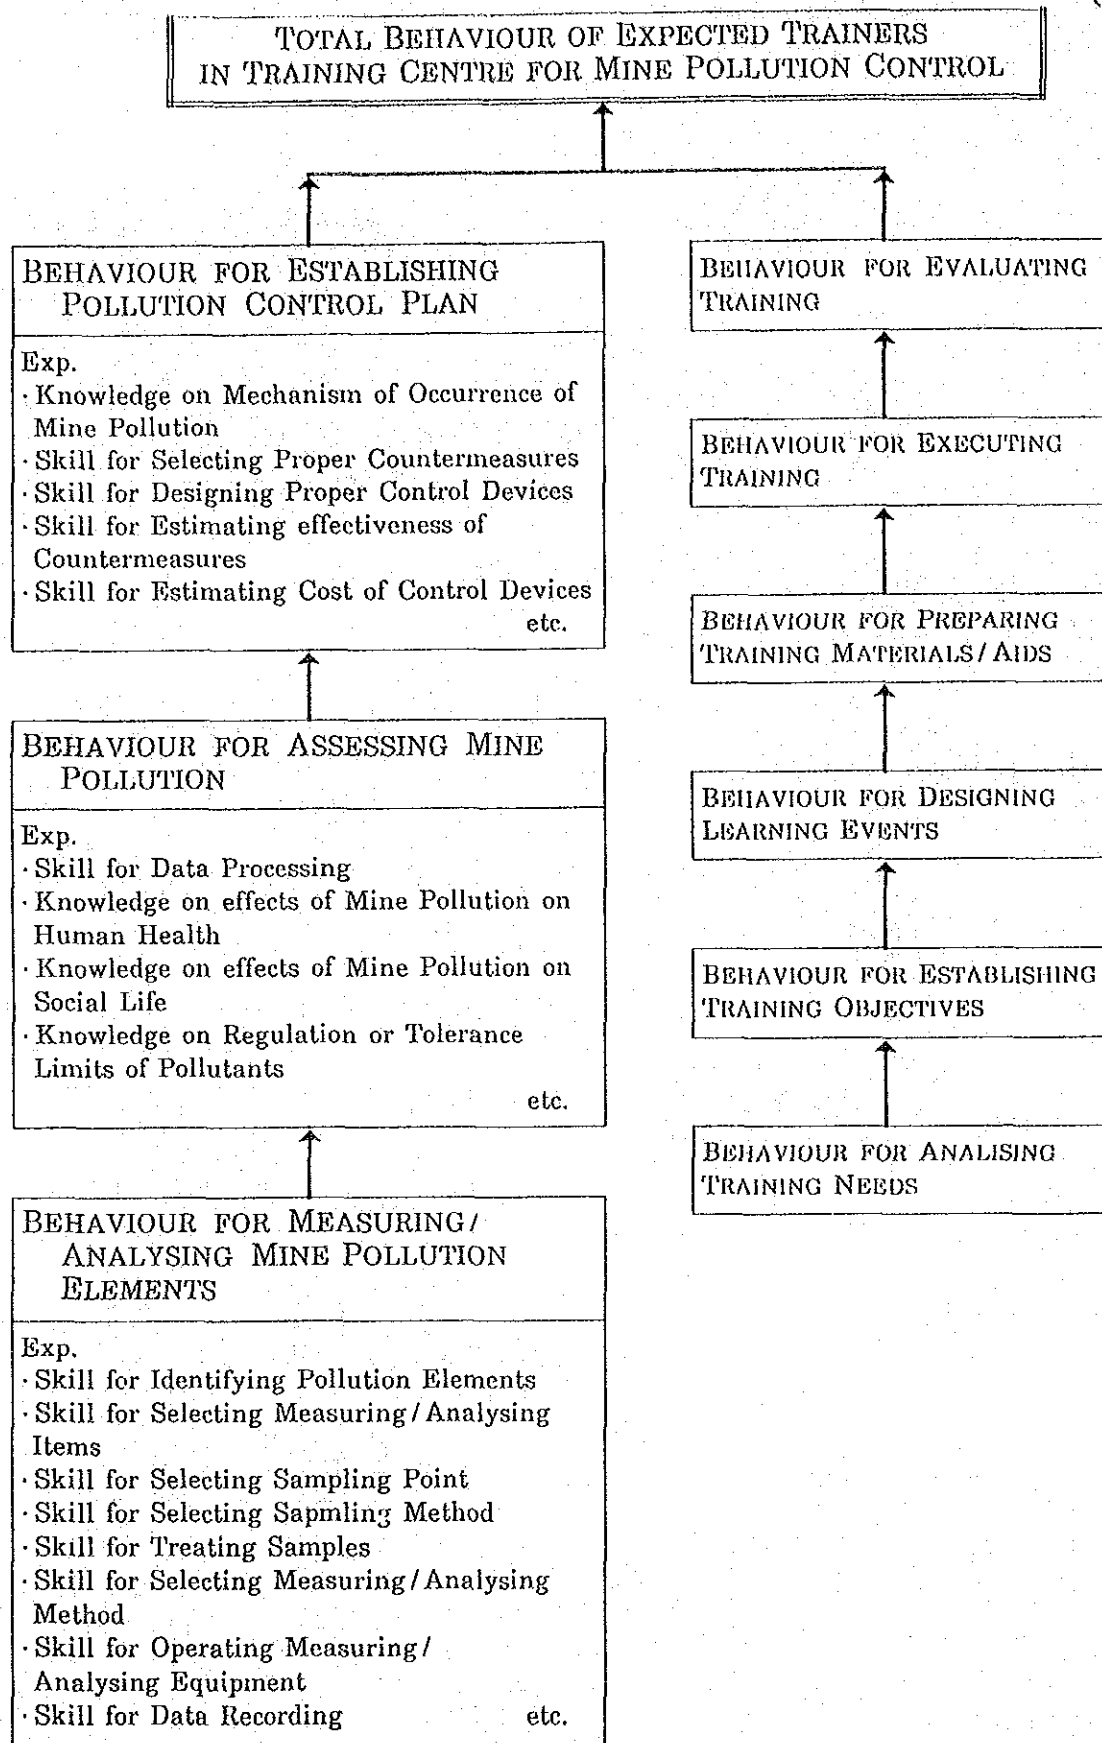 TOTAL BEHAVIOUR OF EXPECTED TRAINERS
IN TRAINING CENTRE FOR MINE POLLUTION CONTROL
BEHAVIOUR FOR ESTABLISHING
POLLUTION CONTROL PLAN
Exp.
· Knowledge on Mechanism of Occurrence of
Mine Pollution
· Skill for Selecting Proper Countermeasures
· Skill for Designing Proper Control Devices
· Skill for Estimating effectiveness of
Countermeasures
· Skill for Estimating Cost of Control Devices
etc.
BEHAVIOUR FOR ASSESSING MINE
POLLUTION
Exp.
· Skill for Data Processing
· Knowledge on effects of Mine Pollution on
Human Health
· Knowledge on effects of Mine Pollution on
Social Life
· Knowledge on Regulation or Tolerance
Limits of Pollutants
etc.
BEHAVIOUR FOR MEASURING/
ANALYSING MINE POLLUTION
ELEMENTS
Exp.
· Skill for Identifying Pollution Elements
· Skill for Selecting Measuring/Analysing
Items
· Skill for Selecting Sampling Point
· Skill for Selecting Sapmling Method
· Skill for Treating Samples
· Skill for Selecting Measuring/Analysing
Method
· Skill for Operating Measuring/
Analysing Equipment
· Skill for Data Recording etc.
BEHAVIOUR FOR EVALUATING
TRAINING
BEHAVIOUR FOR EXECUTING
TRAINING
BEHAVIOUR FOR PREPARING
TRAINING MATERIALS/AIDS
BEHAVIOUR FOR DESIGNING
LEARNING EVENTS
BEHAVIOUR FOR ESTABLISHING
TRAINING OBJECTIVES
BEHAVIOUR FOR ANALISING
TRAINING NEEDS